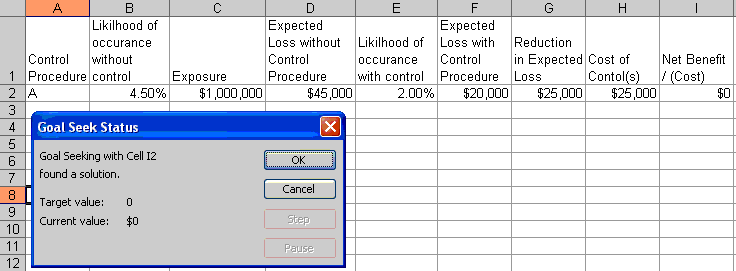 A B C D E F G H I
1 Control Procedure Likilhood of occurance without control Exposure Expected Loss without Control Procedure Likilhood of occurance with control Expected Loss with Control Procedure Reduction in Expected Loss Cost of Contol(s) Net Benefit / (Cost)
2 A 4.50% $1,000,000 $45,000 2.00% $20,000 $25,000 $25,000 $0
3
4
5
6
7
8
9
10
11
12
Goal Seek Status
Goal Seeking with Cell I2 OK
found a solution.
Cancel
Target value: 0
Current value: $0 Step
Pause